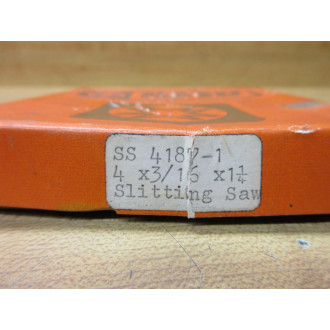 SS 4187-1
4 x3/16 x1¼
Slitting Saw